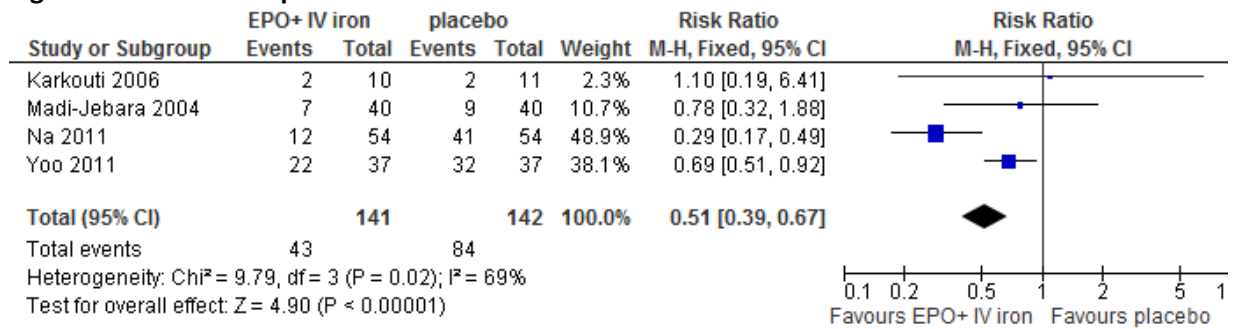 EPO+ IV iron placebo Risk Ratio Risk Ratio
Study or Subgroup Events Total Events Total Weight M-H, Fixed, 95% CI M-H, Fixed, 95% CI
Karkouti 2006 2 10 2 11 2.3% 1.10 [0.19, 6.41]
Madi-Jebara 2004 7 40 9 40 10.7% 0.78 [0.32, 1.88]
Na 2011 12 54 41 54 48.9% 0.29 [0.17, 0.49]
Yoo 2011 22 37 32 37 38.1% 0.69 [0.51, 0.92]
Total (95% CI) 141 142 100.0% 0.51 [0.39, 0.67]
Total events 43 84
Heterogeneity: Chi² = 9.79, df = 3 (P = 0.02); I² = 69%
Test for overall effect: Z = 4.90 (P < 0.00001)
0.1 0.2 0.5 1 2 5 1
Favours EPO+ IV iron Favours placebo